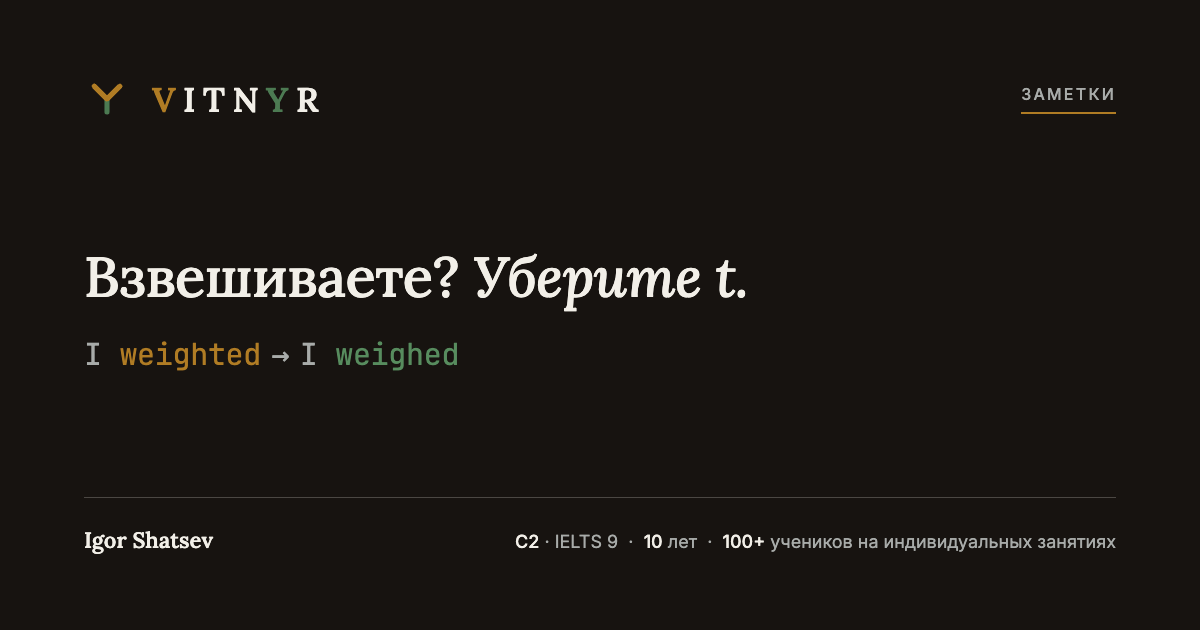 VITNYR
ЗАМЕТКИ
Взвешиваете? Уберите t.
I weighted → I weighed
Igor Shatsev
C2 · IELTS 9 · 10 лет · 100+ учеников на индивидуальных занятиях